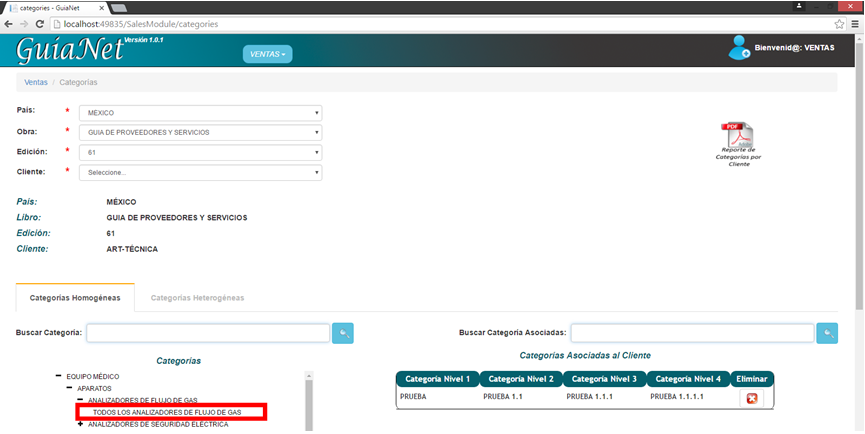 categories - GuiaNet
localhost:49835/SalesModule/categories
GuíaNet Versión 1.0.1
VENTAS
Bienvenid@: VENTAS
Ventas / Categorías
País: * MÉXICO
Obra: * GUIA DE PROVEEDORES Y SERVICIOS
Edición: * 61
Cliente: * Seleccione...
PDF
Adobe
Reporte de
Categorías por
Cliente
País: MÉXICO
Libro: GUIA DE PROVEEDORES Y SERVICIOS
Edición: 61
Cliente: ART-TÉCNICA
Categorías Homogéneas Categorías Heterogéneas
Buscar Categoría: Buscar Categoría Asociadas:
Categorías
EQUIPO MÉDICO
APARATOS
ANALIZADORES DE FLUJO DE GAS
TODOS LOS ANALIZADORES DE FLUJO DE GAS
ANALIZADORES DE SEGURIDAD ELÉCTRICA
Categorías Asociadas al Cliente
Categoría Nivel 1 Categoría Nivel 2 Categoría Nivel 3 Categoría Nivel 4 Eliminar
PRUEBA PRUEBA 1.1 PRUEBA 1.1.1 PRUEBA 1.1.1.1